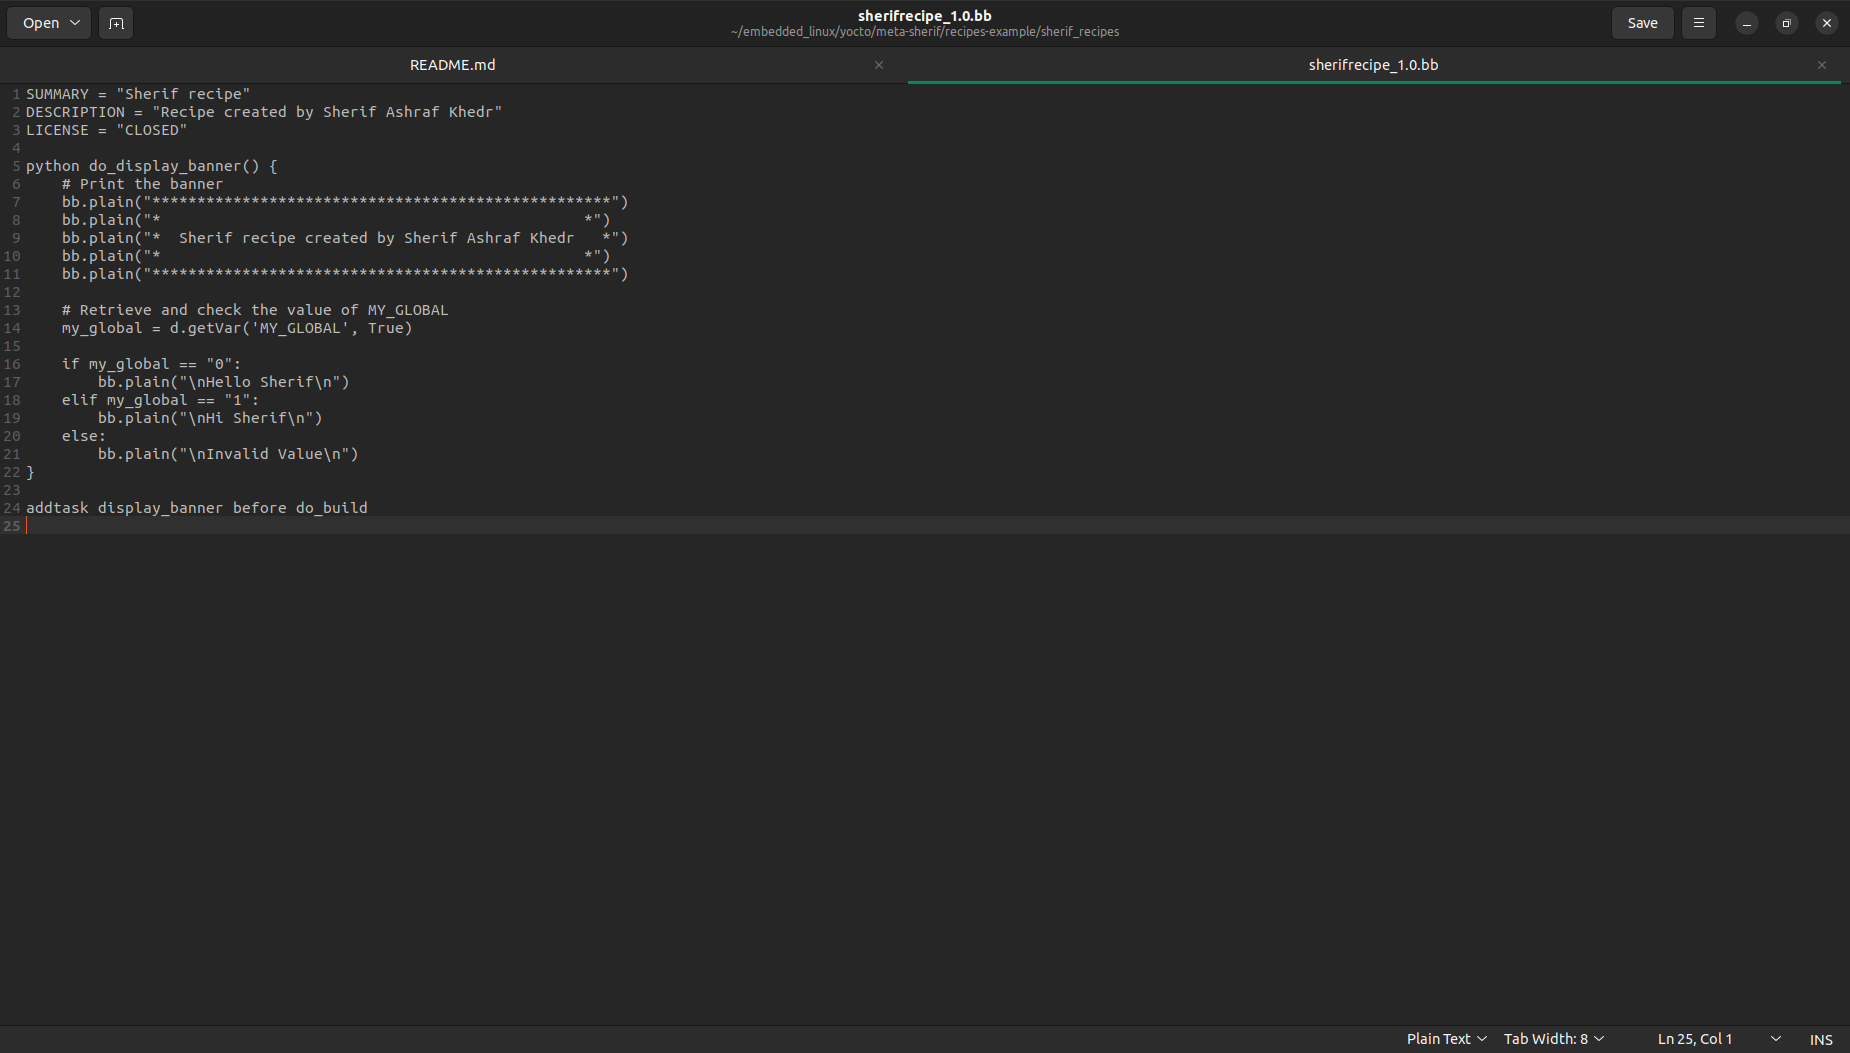 Open
sherifrecipe_1.0.bb
~/embedded_linux/yocto/meta-sherif/recipes-example/sherif_recipes
Save
README.md
sherifrecipe_1.0.bb
1 SUMMARY = "Sherif recipe"
2 DESCRIPTION = "Recipe created by Sherif Ashraf Khedr"
3 LICENSE = "CLOSED"
4
5 python do_display_banner() {
6     # Print the banner
7     bb.plain("***************************************************")
8     bb.plain("*                                               *")
9     bb.plain("*  Sherif recipe created by Sherif Ashraf Khedr   *")
10     bb.plain("*                                               *")
11     bb.plain("***************************************************")
12
13     # Retrieve and check the value of MY_GLOBAL
14     my_global = d.getVar('MY_GLOBAL', True)
15
16     if my_global == "0":
17         bb.plain("\nHello Sherif\n")
18     elif my_global == "1":
19         bb.plain("\nHi Sherif\n")
20     else:
21         bb.plain("\nInvalid Value\n")
22 }
23
24 addtask display_banner before do_build
25
Plain Text
Tab Width: 8
Ln 25, Col 1
INS